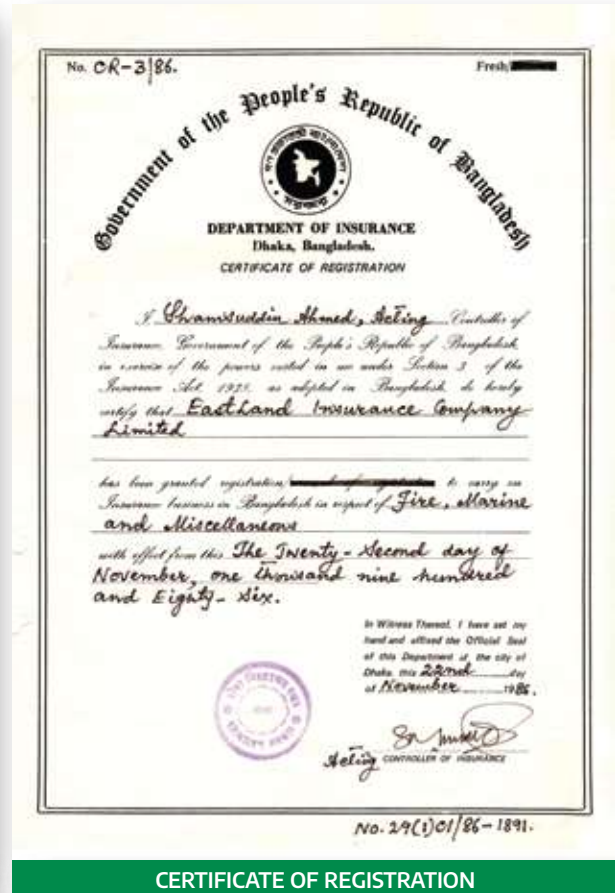 No. CR-3/86.
Fresh/
Government of the People's Republic of Bangladesh
গণপ্রজাতন্ত্রী বাংলাদেশ
সরকার
DEPARTMENT OF INSURANCE
Dhaka, Bangladesh.
CERTIFICATE OF REGISTRATION
I Shamsuddin Ahmed, Acting Controller of
Insurance, Government of the People's Republic of Bangladesh
in exercise of the powers vested in me under Section 3 of the
Insurance Act, 1938, as adopted in Bangladesh, do hereby
certify that Eastland Insurance Company
Limited
has been granted registration to carry on
Insurance business in Bangladesh in respect of Fire, Marine
and Miscellaneous
with effect from this The Twenty-Second day of
November, one thousand nine hundred
and Eighty-Six.
In Witness Thereof, I have set my
hand and affixed the Official Seal
of this Department at the city of
Dhaka, this 22nd day
of November 1986.
Acting CONTROLLER OF INSURANCE
No. 29(1)01/86-1891.
CERTIFICATE OF REGISTRATION